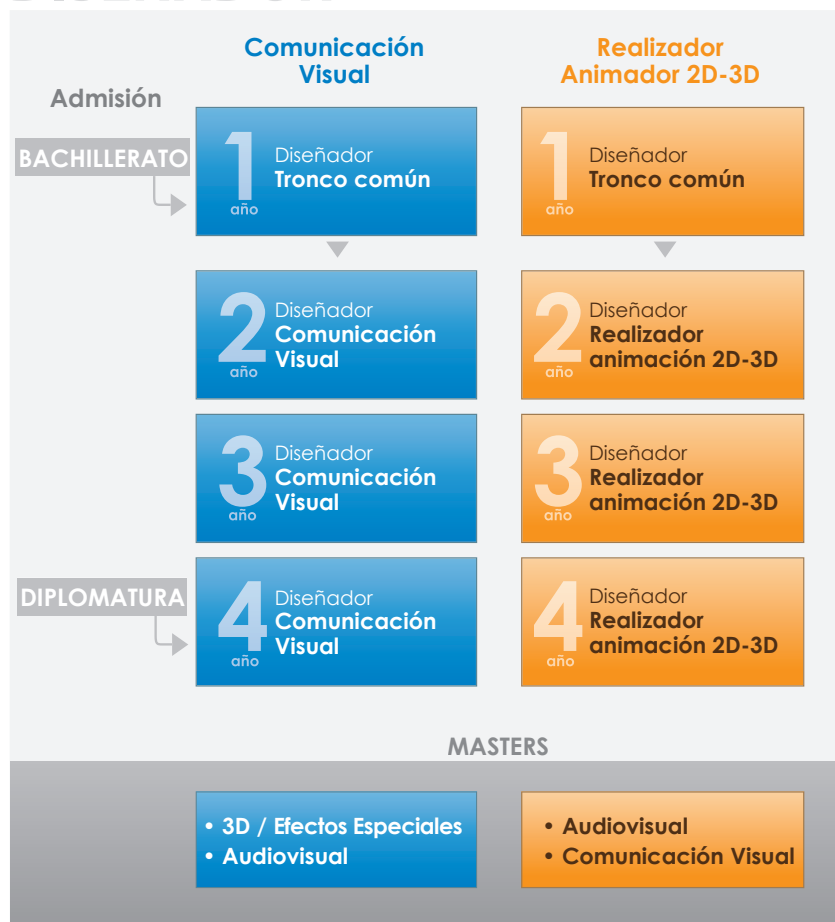 Comunicación
Visual
Realizador
Animador 2D-3D
Admisión
BACHILLERATO
1
año
Diseñador
Tronco común
1
año
Diseñador
Tronco común
2
año
Diseñador
Comunicación
Visual
2
año
Diseñador
Realizador
animación 2D-3D
3
año
Diseñador
Comunicación
Visual
3
año
Diseñador
Realizador
animación 2D-3D
DIPLOMATURA
4
año
Diseñador
Comunicación
Visual
4
año
Diseñador
Realizador
animación 2D-3D
MASTERS
• 3D / Efectos Especiales
• Audiovisual
• Audiovisual
• Comunicación Visual